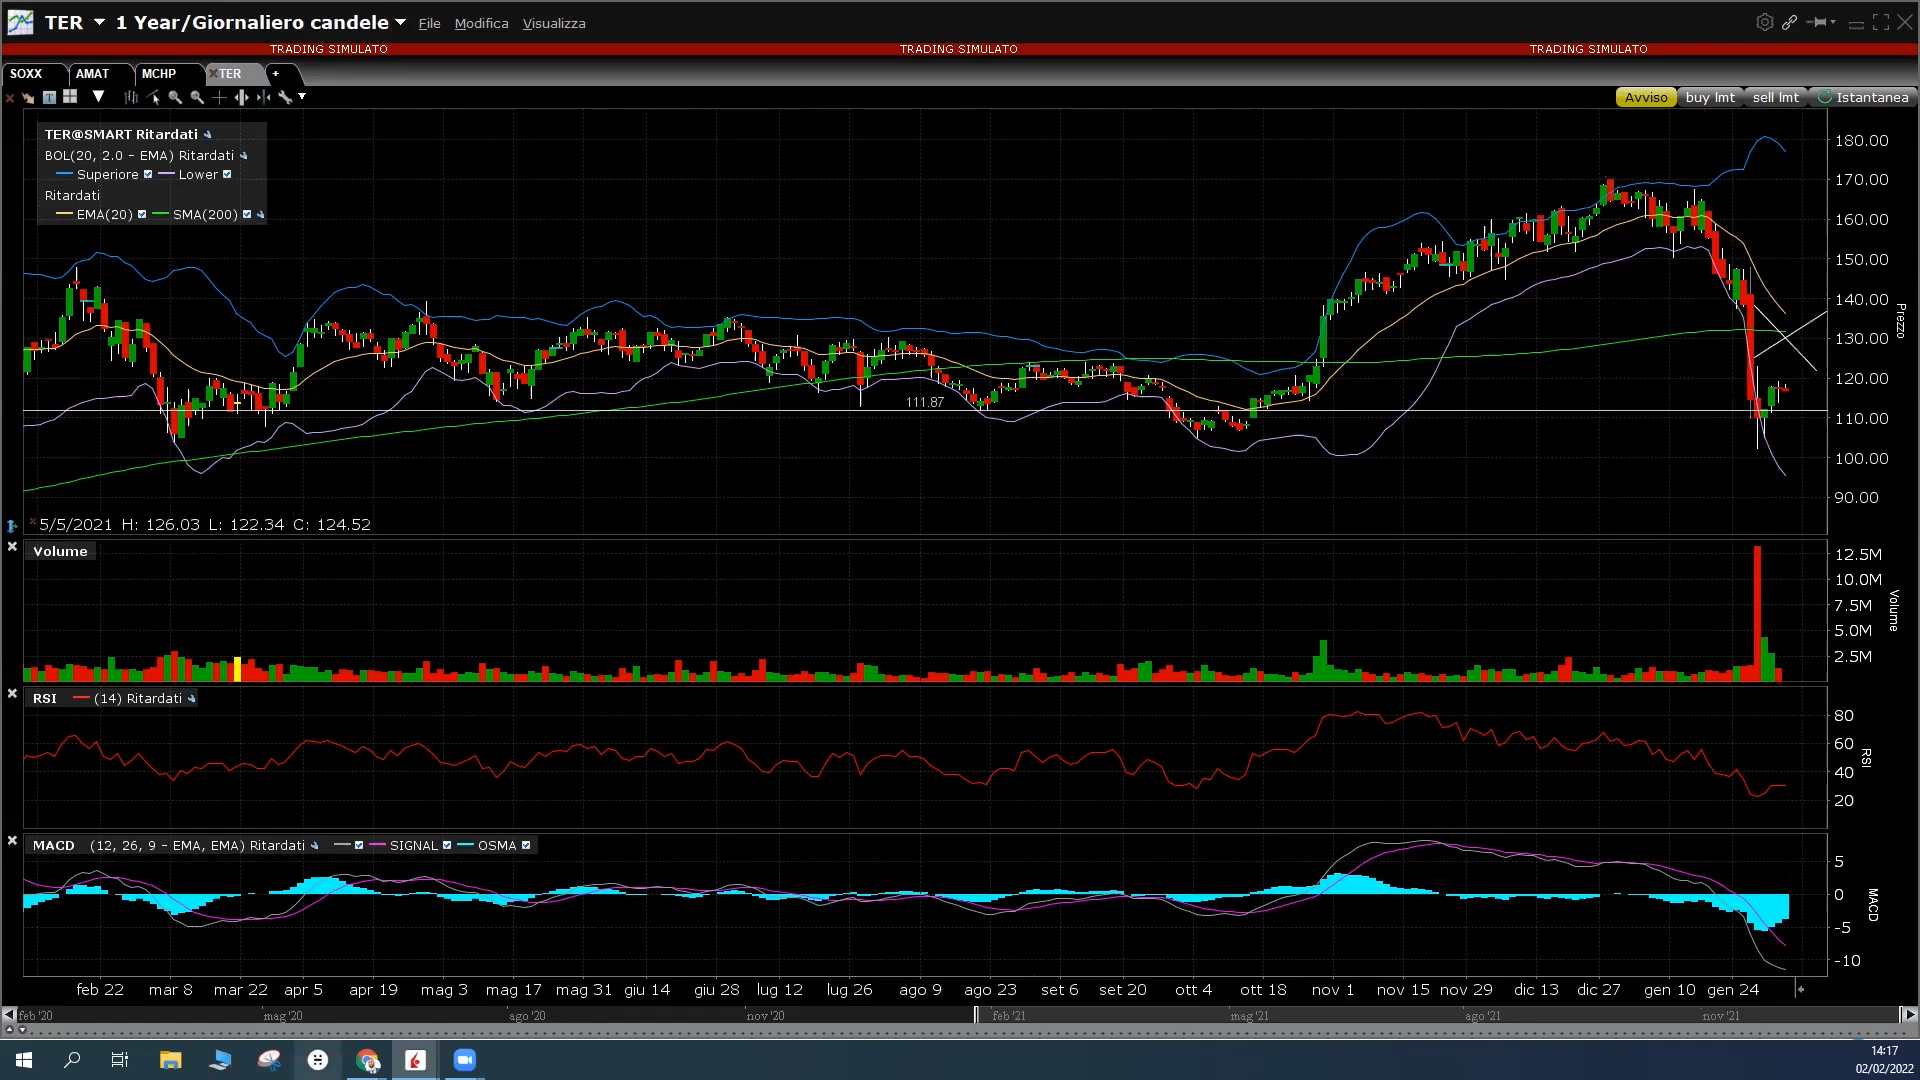 TER 1 Year/Giornaliero candele File Modifica Visualizza
TRADING SIMULATO TRADING SIMULATO TRADING SIMULATO
SOXX AMAT MCHP TER +
Avviso buy lmt sell lmt Istantanea
TER@SMART Ritardati
BOL(20, 2.0 - EMA) Ritardati
Superiore Lower
Ritardati
EMA(20) SMA(200)
180.00
170.00
160.00
150.00
140.00
130.00
120.00
110.00
100.00
90.00
Prezzo
111.87
5/5/2021 H: 126.03 L: 122.34 C: 124.52
Volume
12.5M
10.0M
7.5M
5.0M
2.5M
Volume
RSI (14) Ritardati
80
60
40
20
RSI
MACD (12, 26, 9 - EMA, EMA) Ritardati SIGNAL OSMA
5
0
-5
-10
MACD
feb 22 mar 8 mar 22 apr 5 apr 19 mag 3 mag 17 mag 31 giu 14 giu 28 lug 12 lug 26 ago 9 ago 23 set 6 set 20 ott 4 ott 18 nov 1 nov 15 nov 29 dic 13 dic 27 gen 10 gen 24
feb '20 mag '20 ago '20 nov '20 feb '21 mag '21 ago '21 nov '21
14:17
02/02/2022